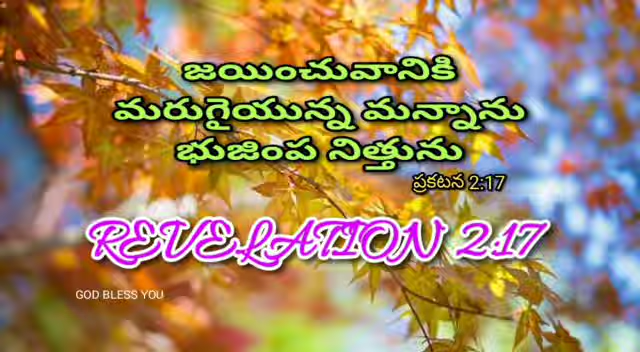 జయించువానికి
మరుగైయున్న మన్నాను
భుజింప నిత్తును
ప్రకటన 2:17
REVELATION 2:17
GOD BLESS YOU